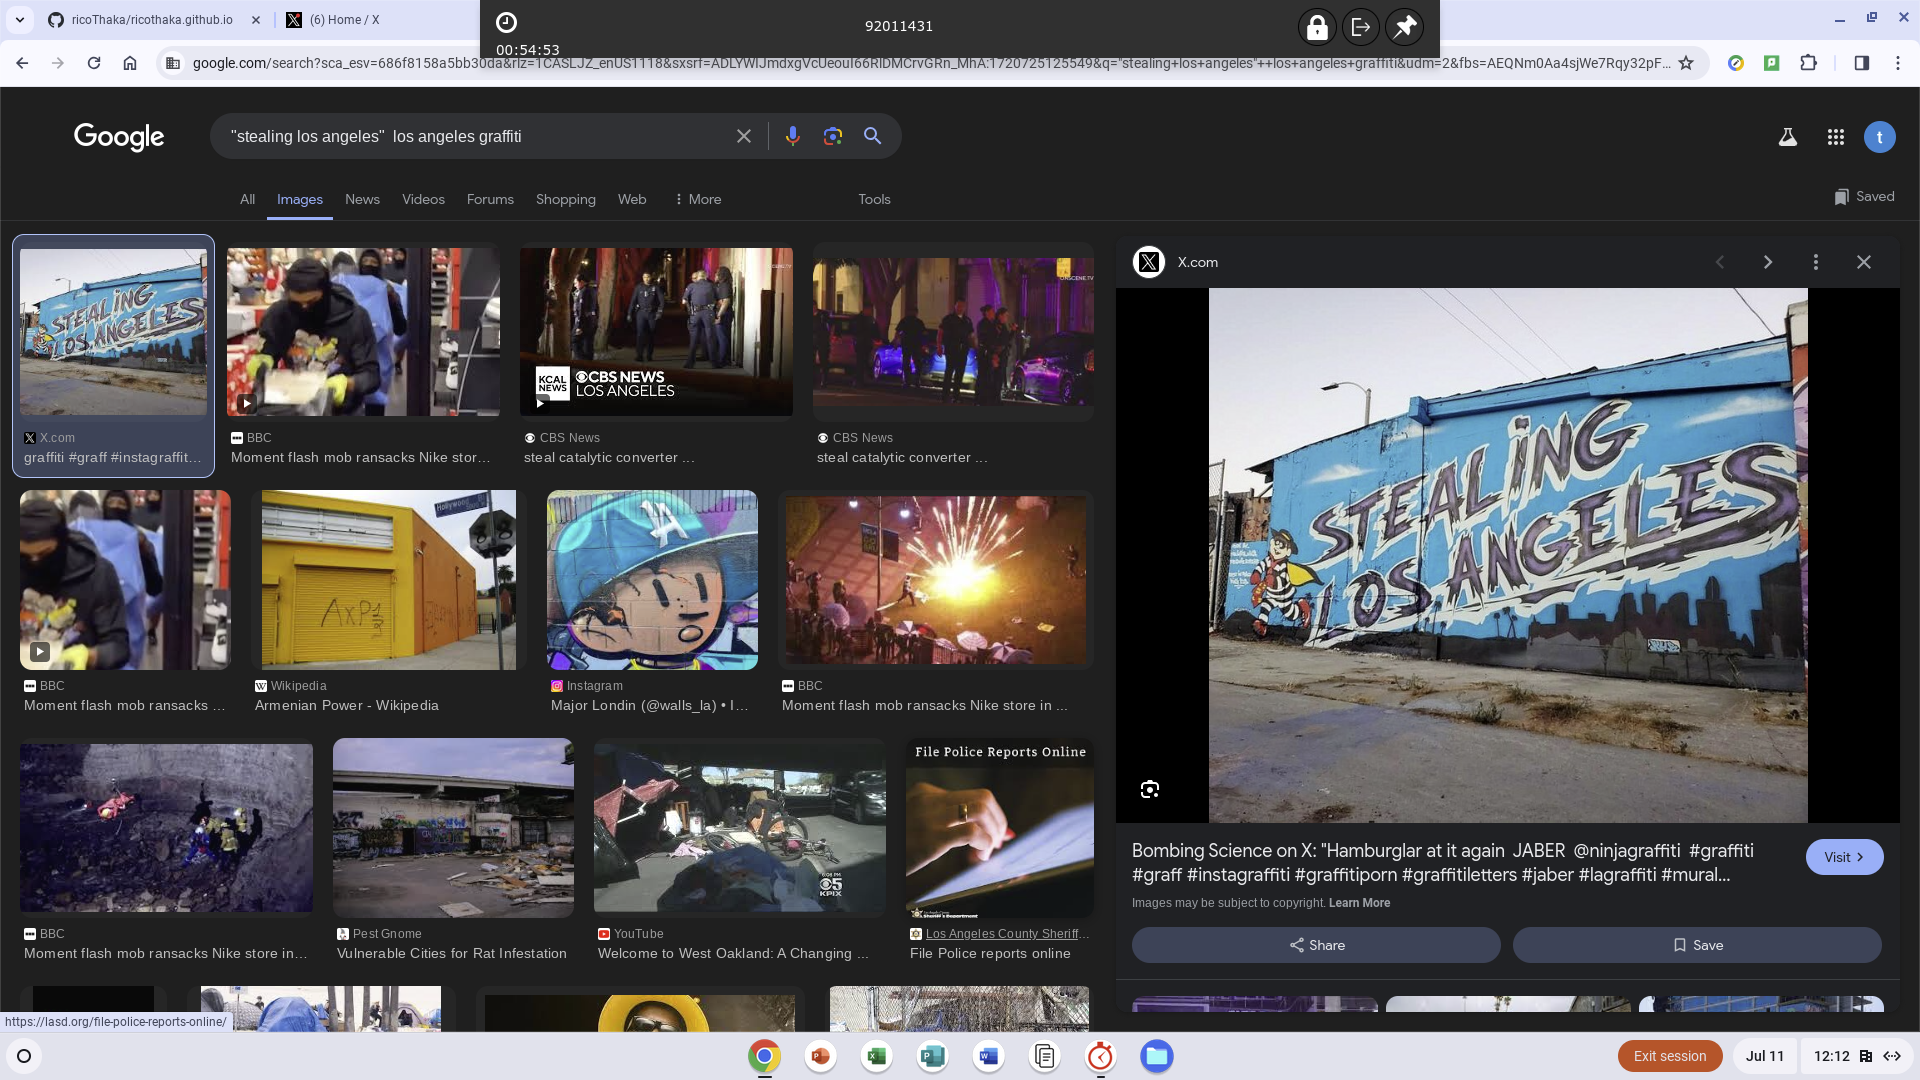 ricoThaka/ricothaka.github.io
(6) Home / X
00:54:53
92011431
google.com/search?sca_esv=686f8158a5bb30da&rlz=1CASLJZ_enUS1118&sxsrf=ADLYWIJmdxgVcUeouI66RlDMCrvGRn_MhA:1720725125549&q="stealing+los+angeles"++los+angeles+graffiti&udm=2&fbs=AEQNm0Aa4sjWe7Rqy32pF...
Google
"stealing los angeles"  los angeles graffiti
t
All
Images
News
Videos
Forums
Shopping
Web
More
Tools
Saved
STEALING
LOS ANGELES
X.com
graffiti #graff #instagraffit...
BBC
Moment flash mob ransacks Nike stor...
KCAL
NEWS
CBS NEWS
LOS ANGELES
CBS News
steal catalytic converter ...
ONSCENE.TV
CBS News
steal catalytic converter ...
X.com
STEALING
LOS ANGELES
BBC
Moment flash mob ransacks ...
Hollywood
AXP
Wikipedia
Armenian Power - Wikipedia
Instagram
Major Londin (@walls_la) • I...
BBC
Moment flash mob ransacks Nike store in ...
BBC
Moment flash mob ransacks Nike store in...
Pest Gnome
Vulnerable Cities for Rat Infestation
5
KPIX
YouTube
Welcome to West Oakland: A Changing ...
File Police Reports Online
Los Angeles County Sheriff...
File Police reports online
Bombing Science on X: "Hamburglar at it again  JABER  @ninjagraffiti  #graffiti
#graff #instagraffiti #graffitiporn #graffitiletters #jaber #lagraffiti #mural...
Visit
Images may be subject to copyright. Learn More
Share
Save
https://lasd.org/file-police-reports-online/
Exit session
Jul 11
12:12